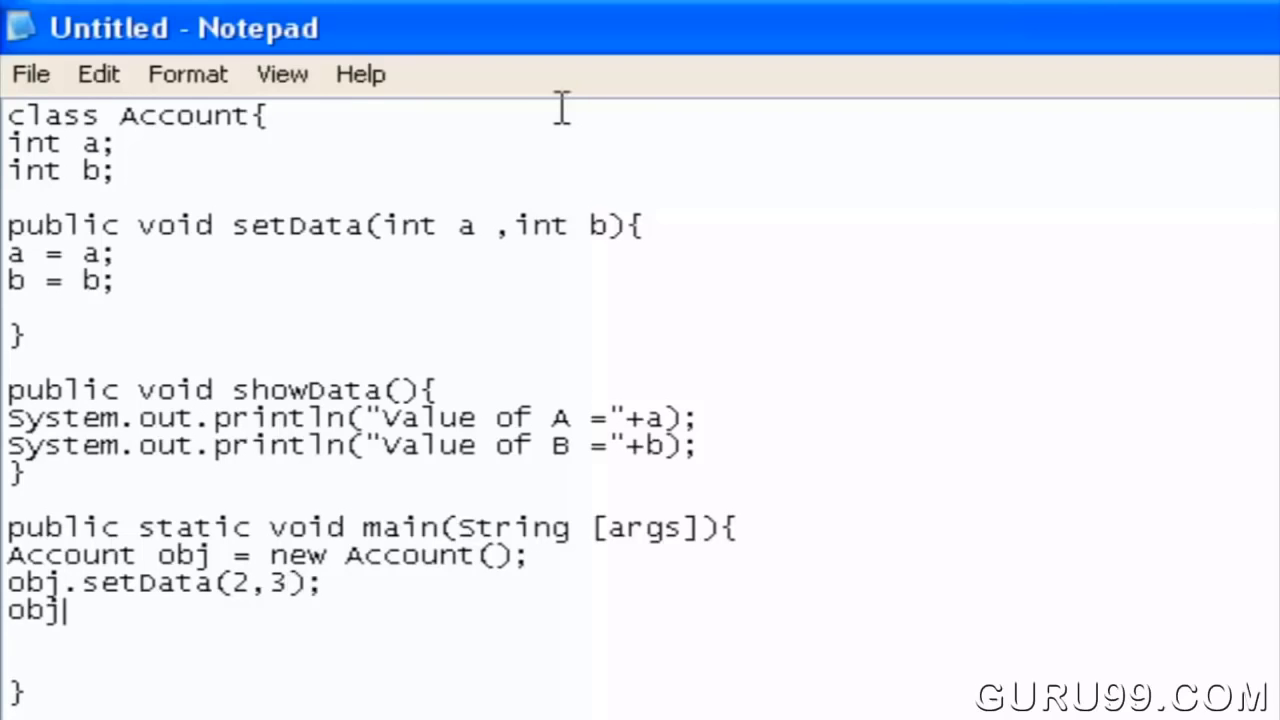 Untitled - Notepad
File Edit Format View Help
class Account{
int a;
int b;
public void setData(int a ,int b){
a = a;
b = b;
}
public void showData(){
System.out.println("Value of A ="+a);
System.out.println("Value of B ="+b);
}
public static void main(String [args]){
Account obj = new Account();
obj.setData(2,3);
obj
}
GURU99.COM